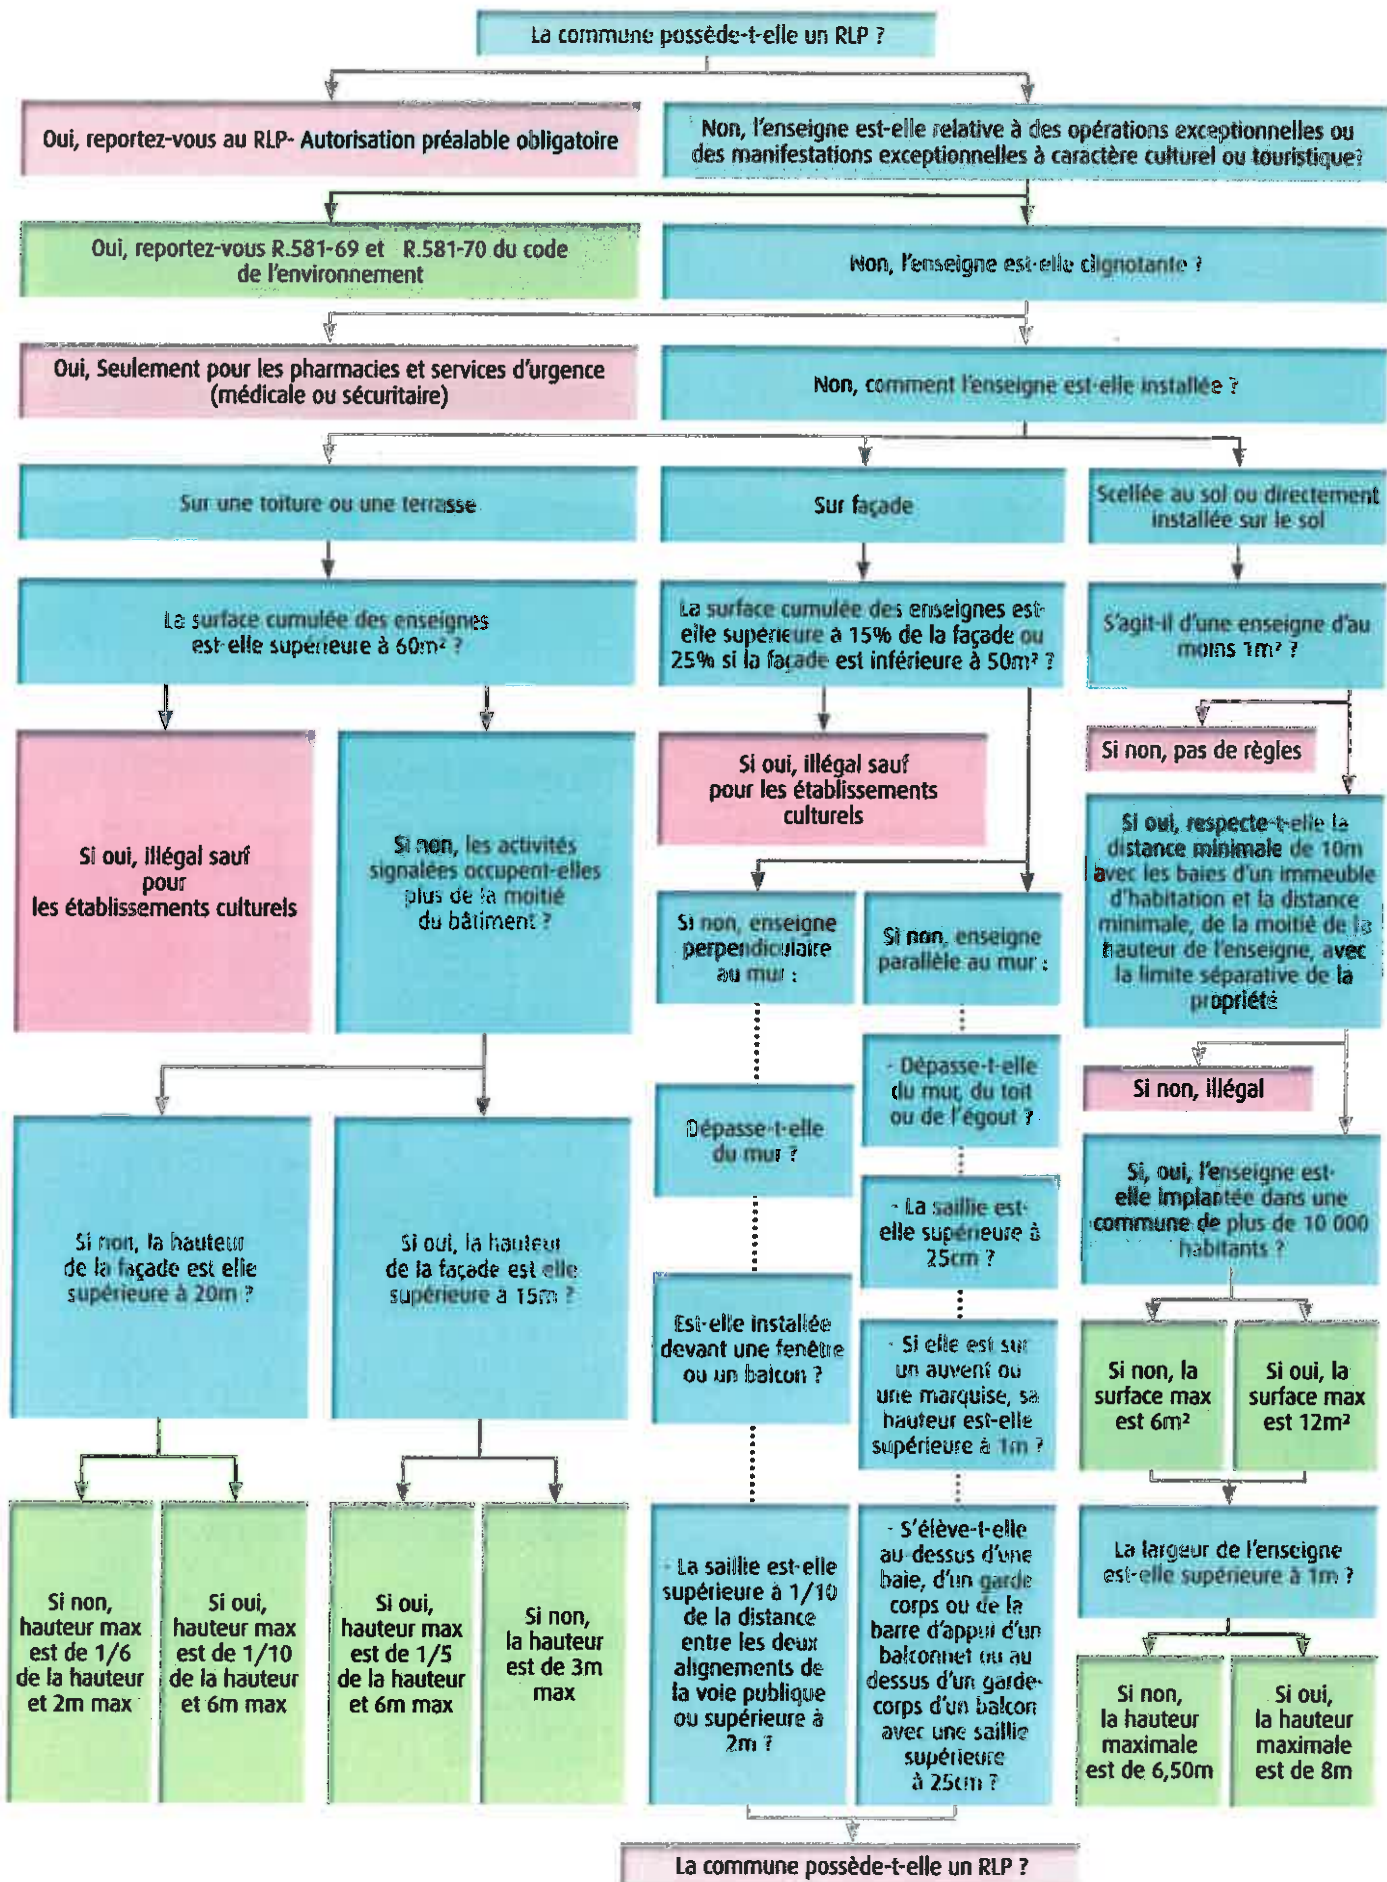 La commune possède-t-elle un RLP ?
Oui, reportez-vous au RLP- Autorisation préalable obligatoire
Non, l'enseigne est-elle relative à des opérations exceptionnelles ou
des manifestations exceptionnelles à caractère culturel ou touristique?
Oui, reportez-vous R.581-69 et R.581-70 du code
de l'environnement
Non, l'enseigne est-elle clignotante ?
Oui, Seulement pour les pharmacies et services d'urgence
(médicale ou sécuritaire)
Non, comment l'enseigne est-elle installée ?
Sur une toiture ou une terrasse
Sur façade
Scellée au sol ou directement
installée sur le sol
La surface cumulée des enseignes
est-elle supérieure à 60m² ?
La surface cumulée des enseignes est-
elle supérieure à 15% de la façade ou
25% si la façade est inférieure à 50m² ?
S'agit-il d'une enseigne d'au
moins 1m² ?
Si oui, illégal sauf
pour
les établissements culturels
Si non, les activités
signalées occupent-elles
plus de la moitié
du bâtiment ?
Si oui, illégal sauf
pour les établissements
culturels
Si non, pas de règles
Si oui, respecte-t-elle la
distance minimale de 10m
avec les baies d'un immeuble
d'habitation et la distance
minimale, de la moitié de la
hauteur de l'enseigne, avec
la limite séparative de la
propriété
Si non, enseigne
perpendiculaire
au mur :
Si non, enseigne
parallèle au mur :
Si non, illégal
Dépasse-t-elle
du mur ?
- Dépasse-t-elle
du mur, du toit
ou de l'égout ?
Si, oui, l'enseigne est-
elle implantée dans une
commune de plus de 10 000
habitants ?
Si non, la hauteur
de la façade est elle
supérieure à 20m ?
Si oui, la hauteur
de la façade est elle
supérieure à 15m ?
- La saillie est-
elle supérieure à
25cm ?
Est-elle installée
devant une fenêtre
ou un balcon ?
- Si elle est sur
un auvent ou
une marquise, sa
hauteur est-elle
supérieure à 1m ?
Si non, la
surface max
est 6m²
Si oui, la
surface max
est 12m²
Si non,
hauteur max
est de 1/6
de la hauteur
et 2m max
Si oui,
hauteur max
est de 1/10
de la hauteur
et 6m max
Si oui,
hauteur max
est de 1/5
de la hauteur
et 6m max
Si non,
la hauteur
est de 3m
max
- La saillie est-elle
supérieure à 1/10
de la distance
entre les deux
alignements de
la voie publique
ou supérieure à
2m ?
- S'élève-t-elle
au dessus d'une
baie, d'un garde
corps ou de la
barre d'appui d'un
balconnet ou au
dessus d'un garde-
corps d'un balcon
avec une saillie
supérieure
à 25cm ?
La largeur de l'enseigne
est-elle supérieure à 1m ?
Si non,
la hauteur
maximale
est de 6,50m
Si oui,
la hauteur
maximale
est de 8m
La commune possède-t-elle un RLP ?